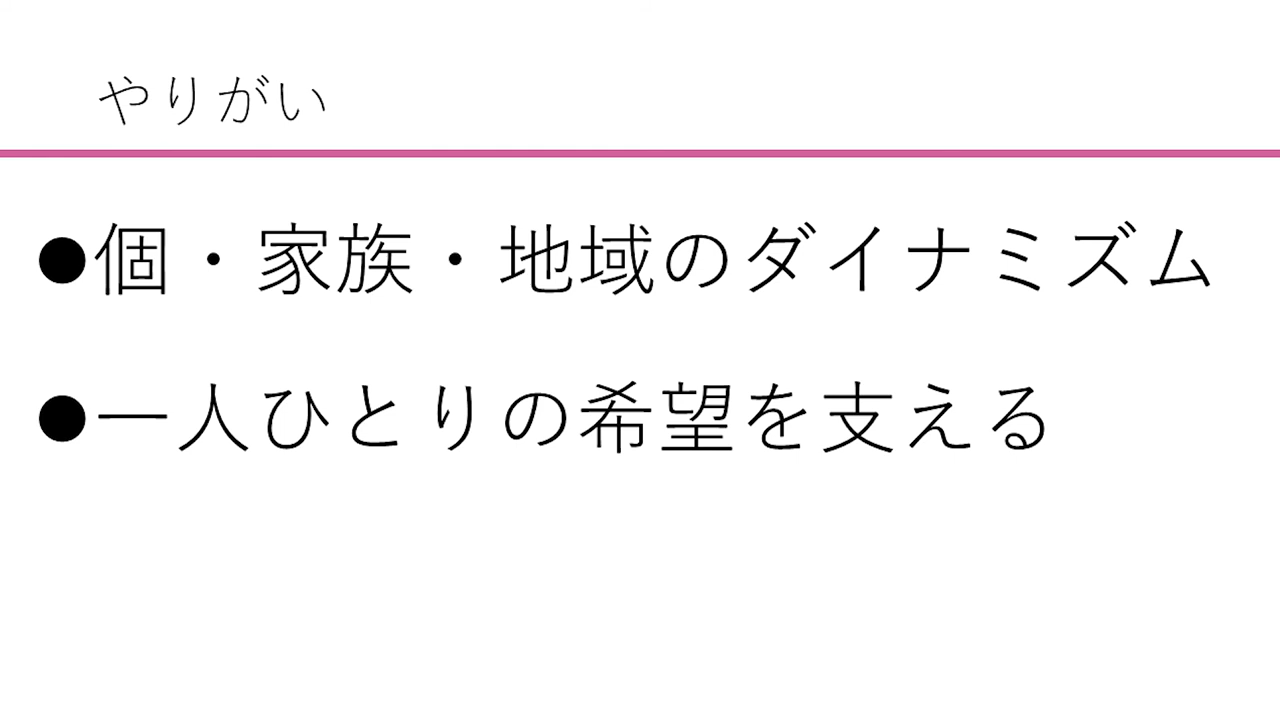 やりがい
●個・家族・地域のダイナミズム
●一人ひとりの希望を支える